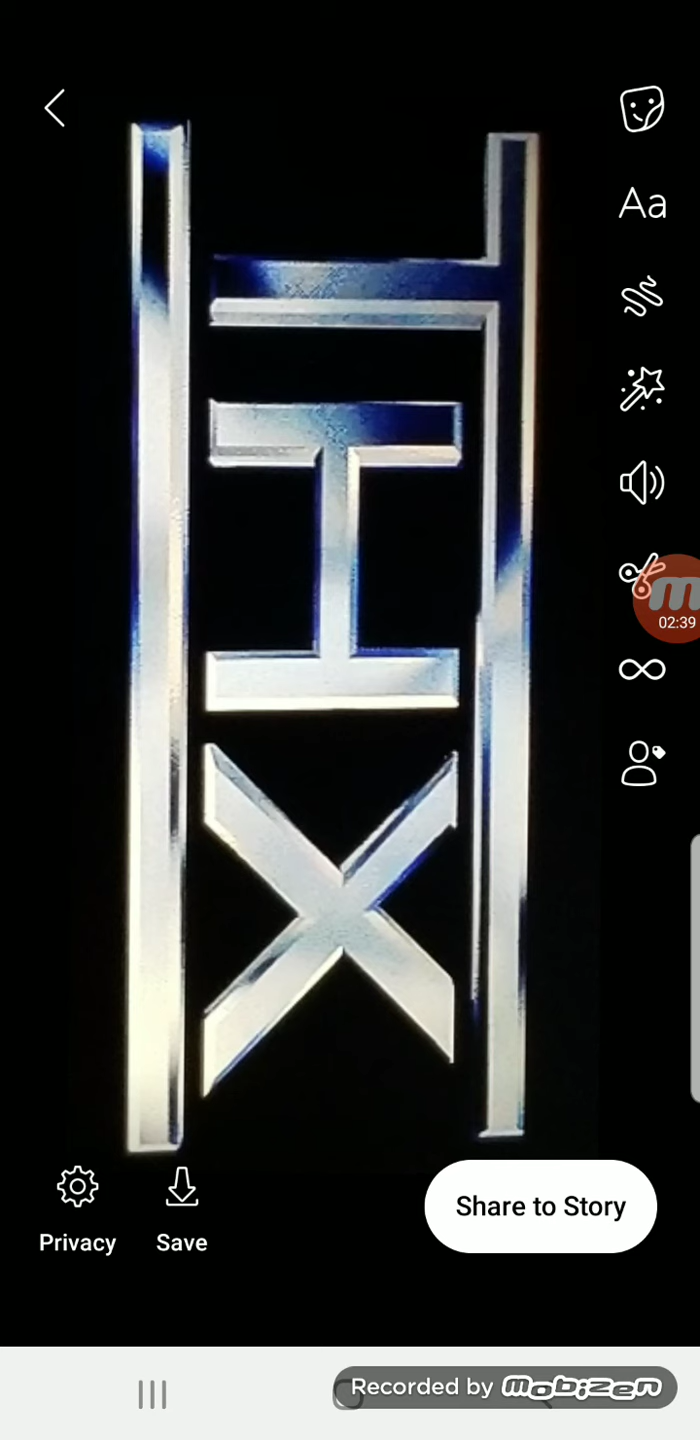 Aa
THX
m
02:39
Privacy
Save
Share to Story
Recorded by mobizen